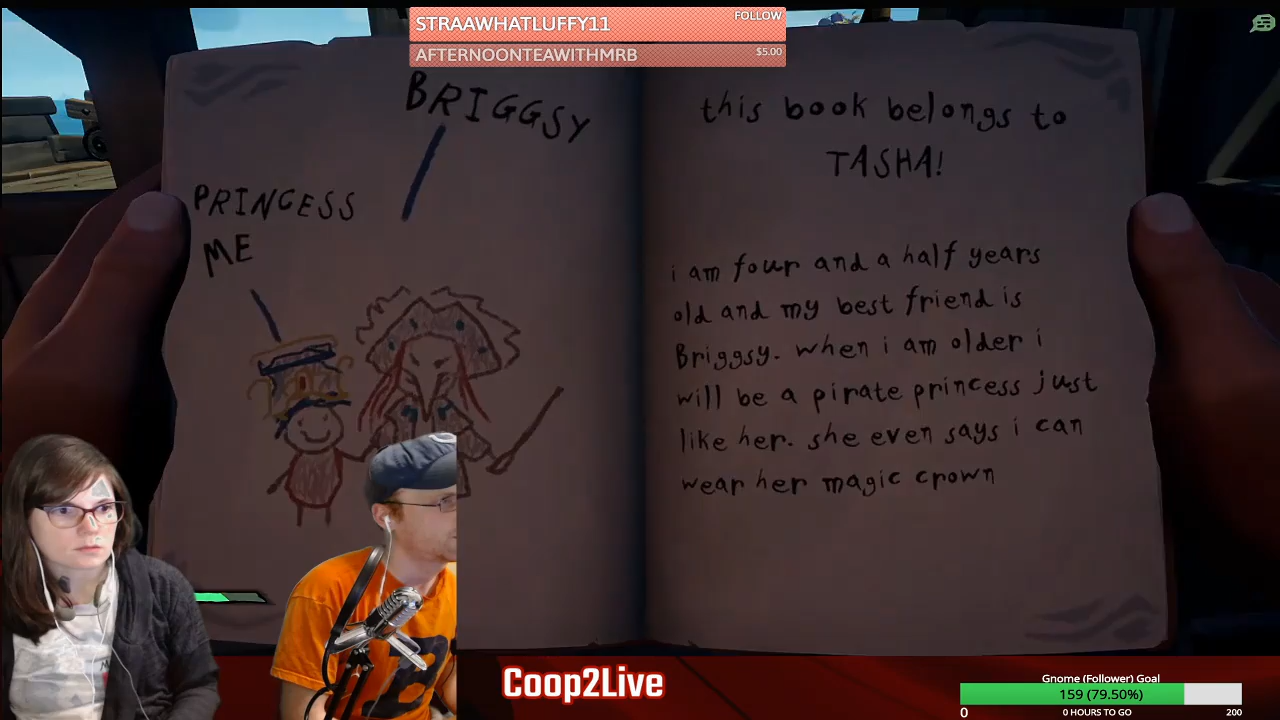 STRAAWHATLUFFY11
FOLLOW
AFTERNOONTEAWITHMRB
$5.00
BRIGGSY
PRINCESS
ME
this book belongs to
TASHA!
i am four and a half years
old and my best friend is
Briggsy. when i am older i
will be a pirate princess just
like her. she even says i can
wear her magic crown
Coop2Live
Gnome (Follower) Goal
159 (79.50%)
0
0 HOURS TO GO
200